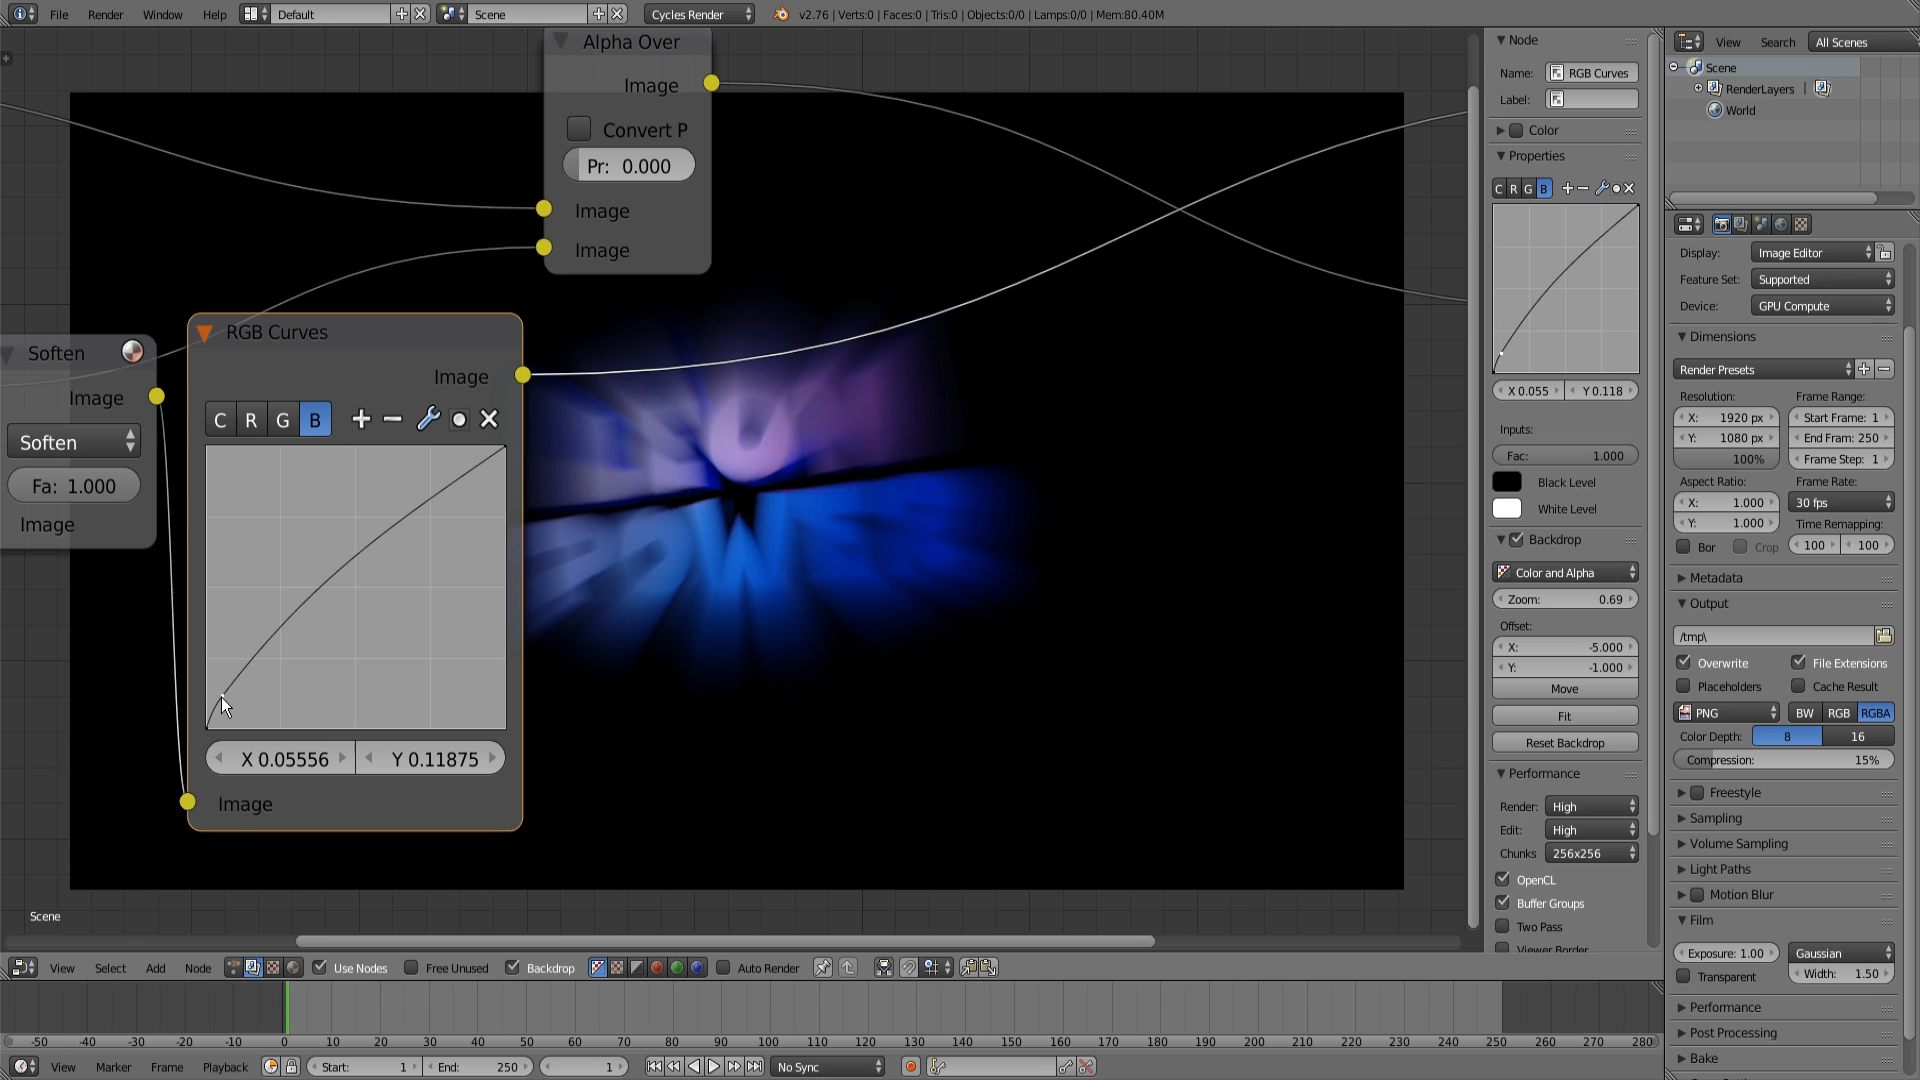 File Render Window Help Default Scene Cycles Render v2.76 | Verts:0 | Faces:0 | Tris:0 | Objects:0/0 | Lamps:0/0 | Mem:80.40M
Alpha Over
Image
Convert P
Pr: 0.000
Image
Image
Soften
Image
Soften
Fa: 1.000
Image
RGB Curves
Image
C R G B
X 0.05556 Y 0.11875
Image
Scene
Node
Name: RGB Curves
Label:
Color
Properties
C R G B
X 0.055 Y 0.118
Inputs:
Fac: 1.000
Black Level
White Level
Backdrop
Color and Alpha
Zoom: 0.69
Offset:
X: -5.000
Y: -1.000
Move
Fit
Reset Backdrop
Performance
Render: High
Edit: High
Chunks 256x256
OpenCL
Buffer Groups
Two Pass
Viewer Border
View Search All Scenes
Scene
RenderLayers
World
Display: Image Editor
Feature Set: Supported
Device: GPU Compute
Dimensions
Render Presets
Resolution: Frame Range:
X: 1920 px Start Frame: 1
Y: 1080 px End Fram: 250
100% Frame Step: 1
Aspect Ratio: Frame Rate:
X: 1.000 30 fps
Y: 1.000 Time Remapping:
Bor Crop 100 100
Metadata
Output
/tmp\
Overwrite File Extensions
Placeholders Cache Result
PNG BW RGB RGBA
Color Depth: 8 16
Compression: 15%
Freestyle
Sampling
Volume Sampling
Light Paths
Motion Blur
Film
Exposure: 1.00 Gaussian
Transparent Width: 1.50
Performance
Post Processing
Bake
View Select Add Node Use Nodes Free Unused Backdrop Auto Render
-50 -40 -30 -20 -10 0 10 20 30 40 50 60 70 80 90 100 110 120 130 140 150 160 170 180 190 200 210 220 230 240 250 260 270 280
View Marker Frame Playback Start: 1 End: 250 1 No Sync